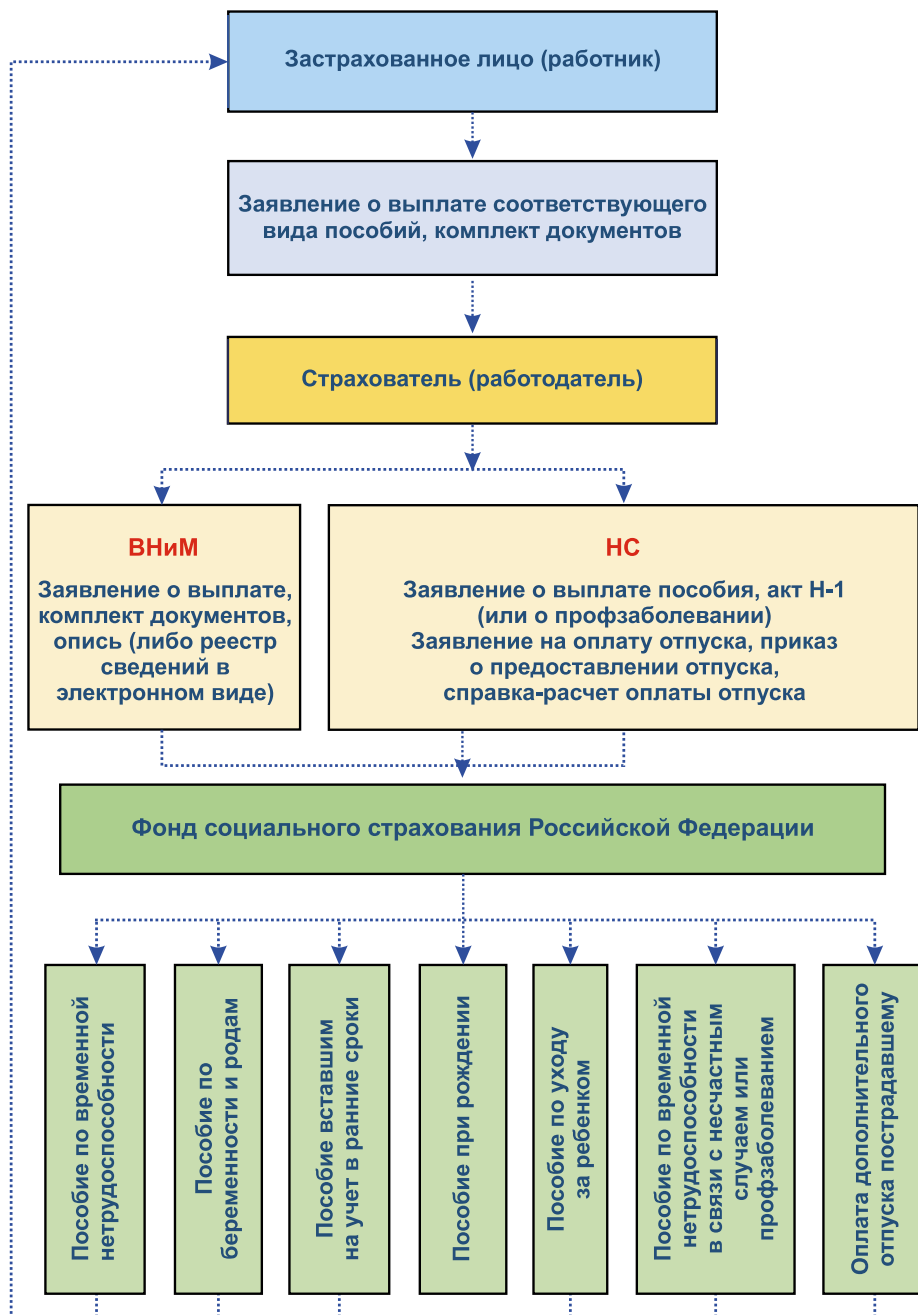 Застрахованное лицо (работник)
Заявление о выплате соответствующего
вида пособий, комплект документов
Страхователь (работодатель)
ВНиМ
Заявление о выплате,
комплект документов,
опись (либо реестр
сведений в
электронном виде)
НС
Заявление о выплате пособия, акт Н-1
(или о профзаболевании)
Заявление на оплату отпуска, приказ
о предоставлении отпуска,
справка-расчет оплаты отпуска
Фонд социального страхования Российской Федерации
Пособие по временной
нетрудоспособности
Пособие по
беременности и родам
Пособие вставшим
на учет в ранние сроки
Пособие при рождении
Пособие по уходу
за ребенком
Пособие по временной
нетрудоспособности
в связи с несчастным
случаем или
профзаболеванием
Оплата дополнительного
отпуска пострадавшему